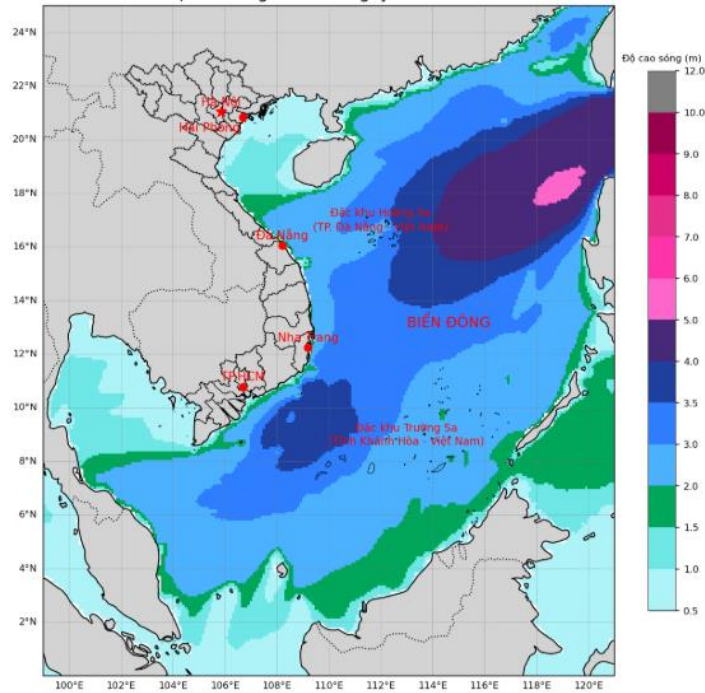 24°N
22°N
20°N
18°N
16°N
14°N
12°N
10°N
8°N
6°N
4°N
2°N
Hà Nội
Hải Phòng
Đặc khu Hoàng Sa
(TP. Đà Nẵng - Việt Nam)
Đà Nẵng
BIỂN ĐÔNG
Nha Trang
TP.HCM
Đặc khu Trường Sa
(Tỉnh Khánh Hòa - Việt Nam)
100°E 102°E 104°E 106°E 108°E 110°E 112°E 114°E 116°E 118°E 120°E
Độ cao sóng (m)
12.0
10.0
9.0
8.0
7.0
6.0
5.0
4.0
3.0
2.0
1.5
1.0
0.5